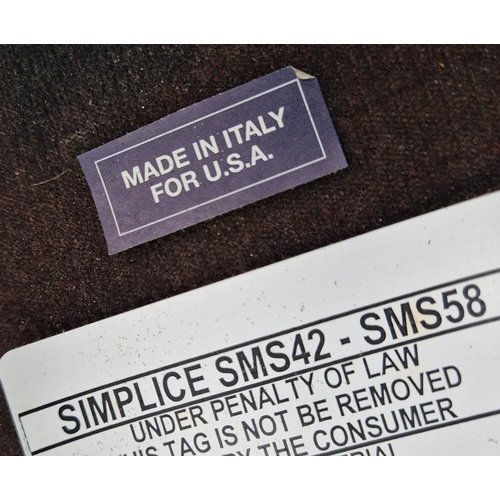 MADE IN ITALY
FOR U.S.A.
SIMPLICE SMS42 - SMS58
UNDER PENALTY OF LAW
THIS TAG IS NOT BE REMOVED
BY THE CONSUMER